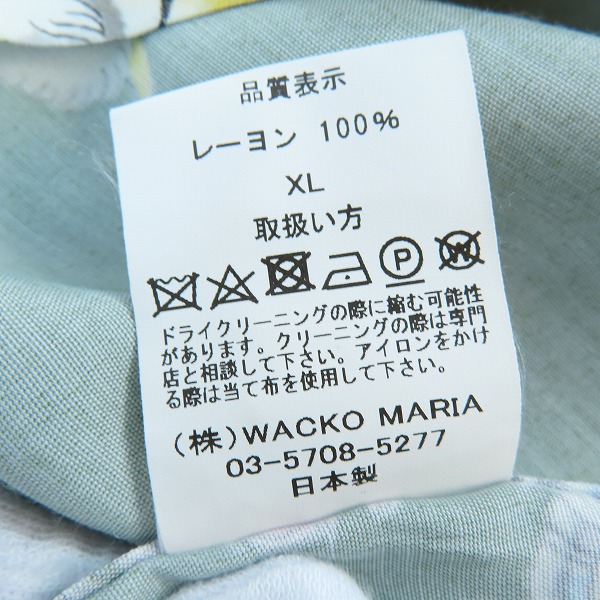 品質表示
レーヨン 100%
XL
取扱い方
P W
ドライクリーニングの際に縮む可能性
があります。クリーニングの際は専門
店と相談して下さい。アイロンをかけ
る際は当て布を使用して下さい。
(株)WACKO MARIA
03-5708-5277
日本製